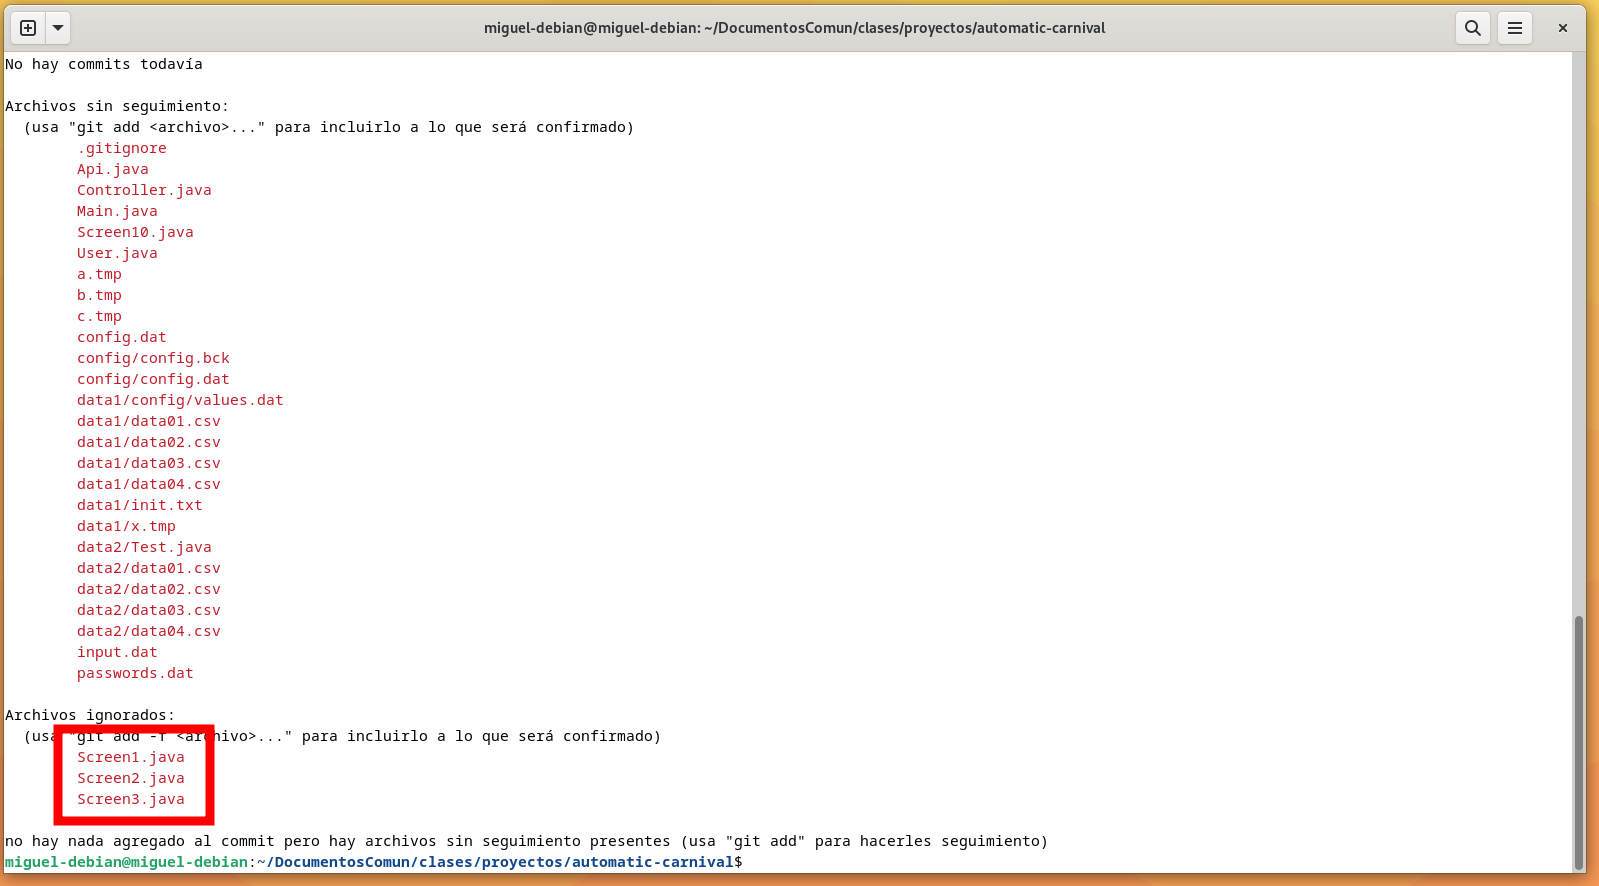 miguel-debian@miguel-debian: ~/DocumentosComun/clases/proyectos/automatic-carnival
No hay commits todavía
Archivos sin seguimiento:
(usa "git add <archivo>..." para incluirlo a lo que será confirmado)
.gitignore
Api.java
Controller.java
Main.java
Screen10.java
User.java
a.tmp
b.tmp
c.tmp
config.dat
config/config.bck
config/config.dat
data1/config/values.dat
data1/data01.csv
data1/data02.csv
data1/data03.csv
data1/data04.csv
data1/init.txt
data1/x.tmp
data2/Test.java
data2/data01.csv
data2/data02.csv
data2/data03.csv
data2/data04.csv
input.dat
passwords.dat
Archivos ignorados:
(usa "git add -f <archivo>..." para incluirlo a lo que será confirmado)
Screen1.java
Screen2.java
Screen3.java
no hay nada agregado al commit pero hay archivos sin seguimiento presentes (usa "git add" para hacerles seguimiento)
miguel-debian@miguel-debian:~/DocumentosComun/clases/proyectos/automatic-carnival$